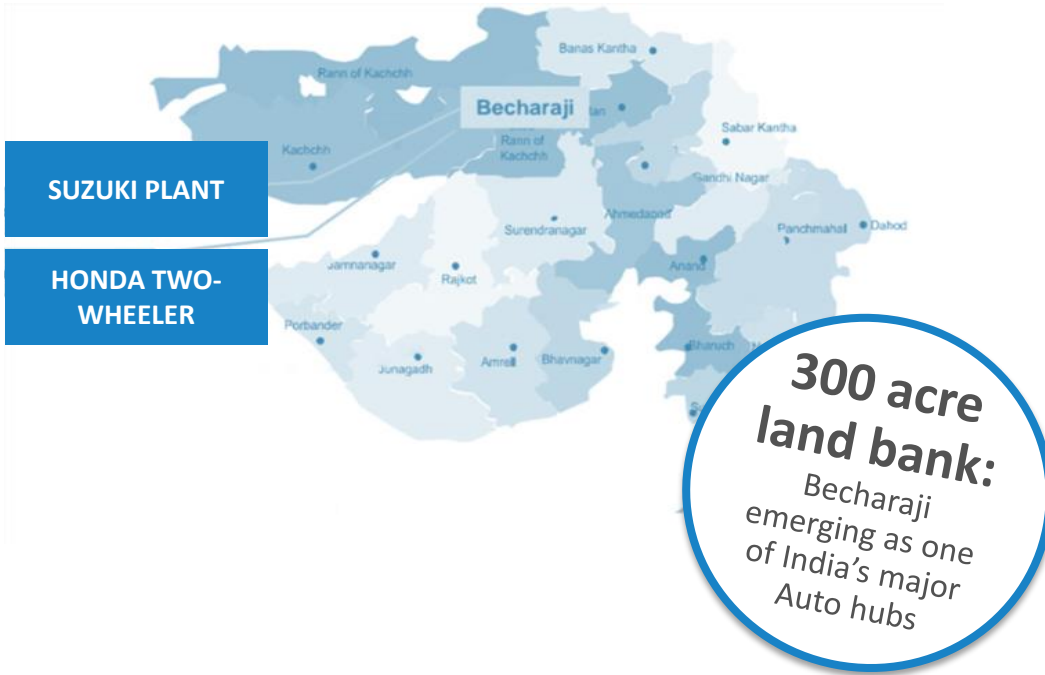 Banas Kantha
Rann of Kachchh
Becharaji
Rann of
Kachchh
Sabar Kantha
Kachchh
Gandhi Nagar
SUZUKI PLANT
Ahmedabad
Surendranagar
Panchmahal
Dahod
Jamnanagar
Rajkot
Anand
HONDA TWO-
WHEELER
Porbander
Junagadh
Amreli
Bhavnagar
Bharuch
300 acre
land bank:
Becharaji
emerging as one
of India's major
Auto hubs